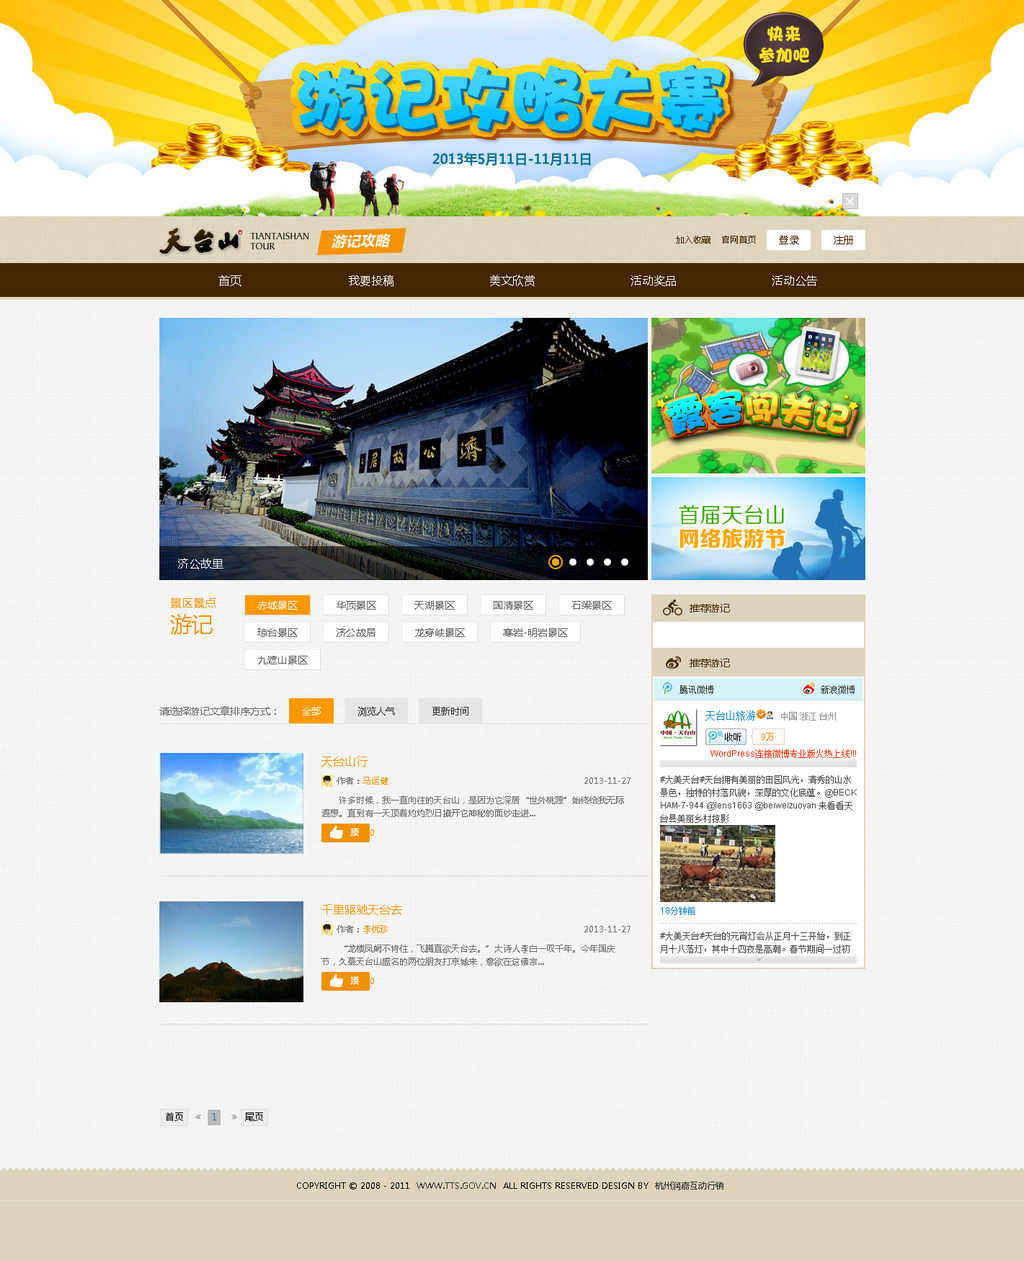 快来
参加吧
游记攻略大赛
2013年5月11日-11月11日
天台山 TIANTAISHAN TOUR 游记攻略
加入收藏 官网首页 登录 注册
首页 我要投稿 美文欣赏 活动奖品 活动公告
濟公故居
济公故里
霞客闯关记
首届天台山
网络旅游节
景区景点
游记
赤城景区 华顶景区 天湖景区 国清景区 石梁景区
琼台景区 济公故居 龙穿峡景区 寒岩-明岩景区
九遮山景区
推荐游记
推荐游记
腾讯微博 新浪微博
请选择游记文章排序方式： 全部 浏览人气 更新时间
天台山旅游 中国 浙江 台州
中国·天台山
收听 9万
WordPress连接微博专业版火热上线!!!
#大美天台#天台拥有美丽的田园风光，清秀的山水
景色，独特的村落风貌，深厚的文化底蕴。@BECK
HAM-7-944 @lens1663 @beiweizuoyan 来看看天
台县美丽乡村掠影
18分钟前
#大美天台#天台的元宵灯会从正月十三开始，到正
月十八落灯，其中十四夜是高潮。春节期间一过初
天台山行
作者：马运健 2013-11-27
许多时候，我一直向往的天台山，是因为它深居“世外桃源”始终给我无际
遐想。直到有一天顶着灼灼烈日撩开它神秘的面纱走进...
顶 0
千里驱驰天台去
作者：李优珍 2013-11-27
“龙楼凤阙不肯住，飞腾直欲天台去。”大诗人李白一叹千年。今年国庆
节，久慕天台山盛名的两位朋友打京城来，意欲在这佛宗...
顶 0
首页 « 1 » 尾页
COPYRIGHT © 2008 - 2011 WWW.TTS.GOV.CN ALL RIGHTS RESERVED DESIGN BY 杭州润嘉互动行销